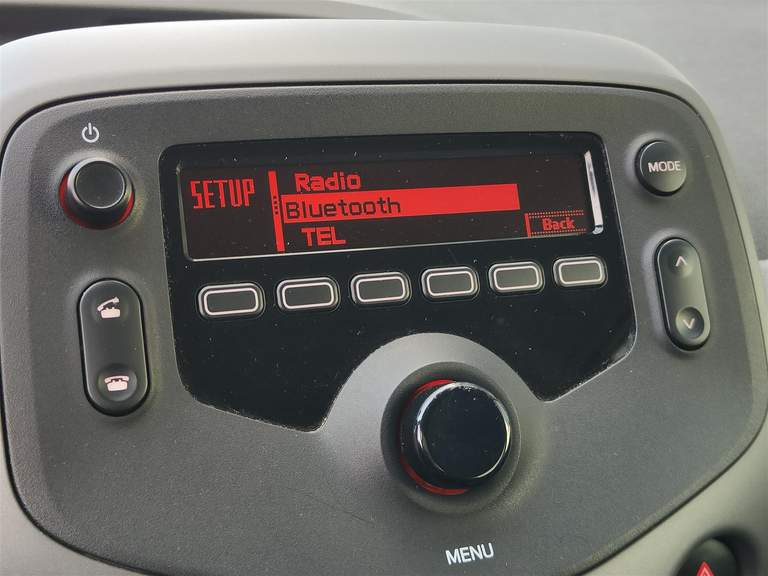 MODE
SETUP
Radio
Bluetooth
TEL
Back
MENU